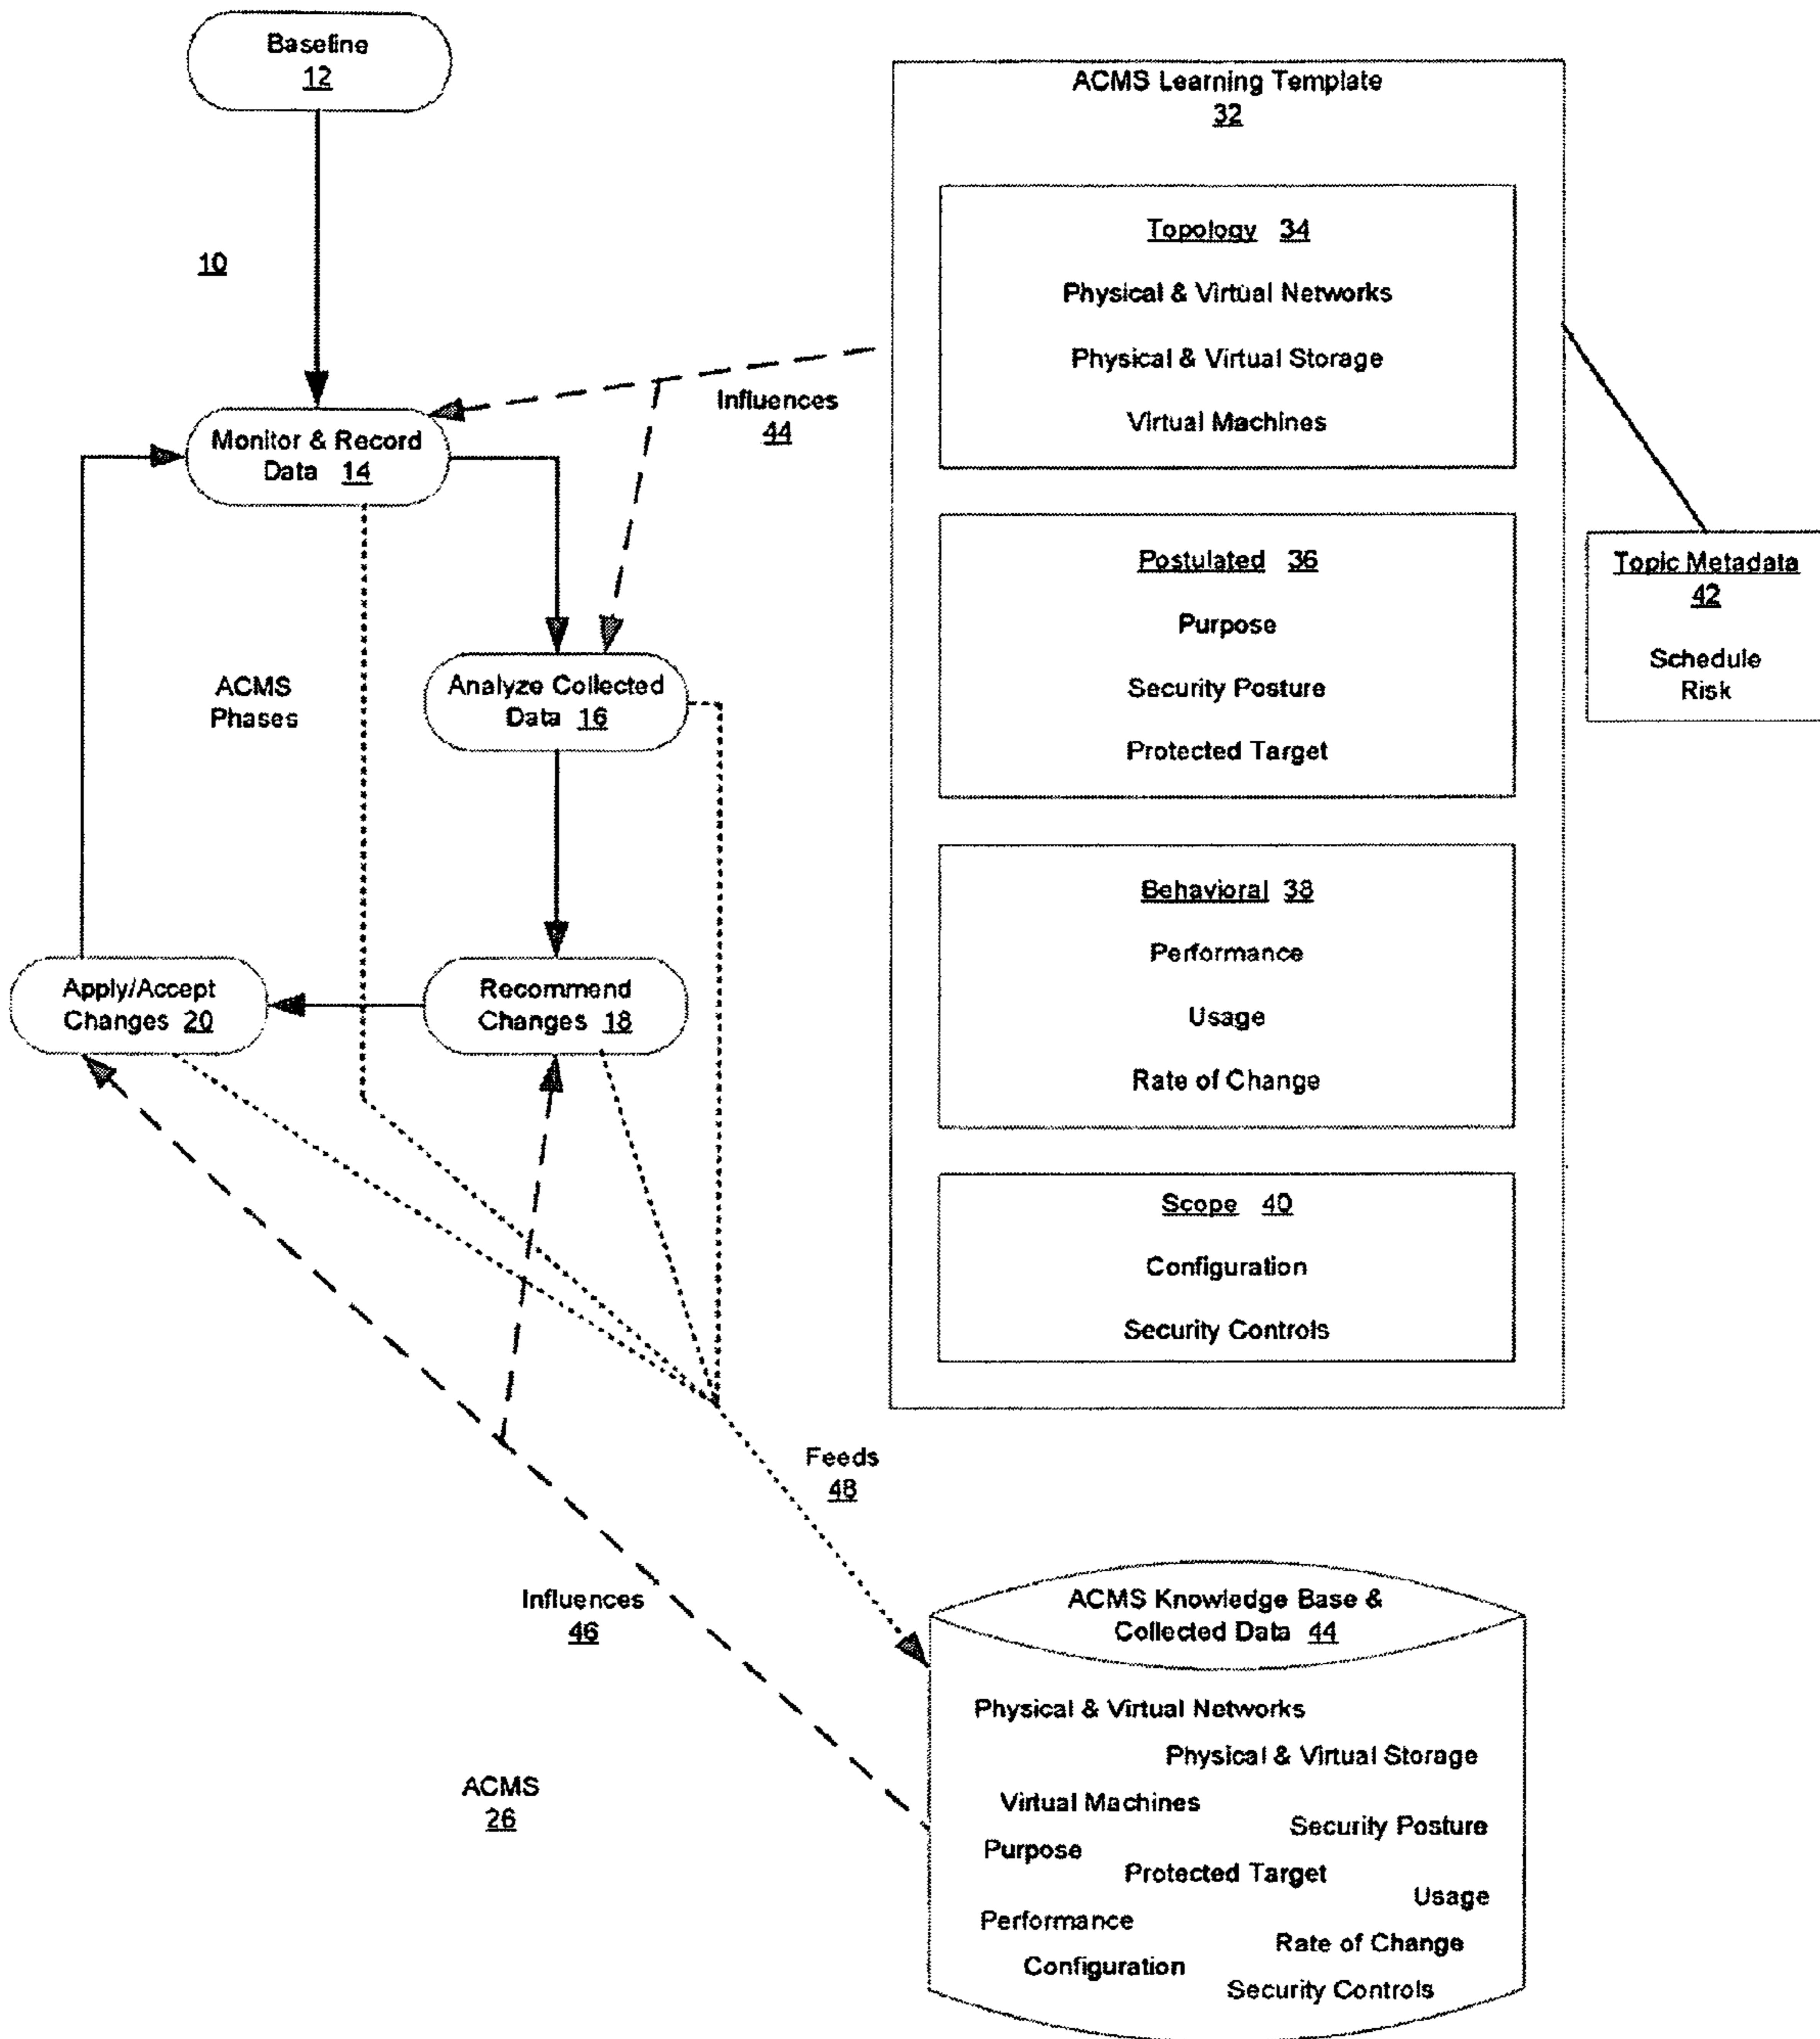 Baseline
12
10
Monitor & Record
Data 14
Influences
44
ACMS
Phases
Analyze Collected
Data 16
Apply/Accept
Changes 20
Recommend
Changes 18
ACMS Learning Template
32
Topology 34
Physical & Virtual Networks
Physical & Virtual Storage
Virtual Machines
Postulated 36
Purpose
Security Posture
Protected Target
Behavioral 38
Performance
Usage
Rate of Change
Scope 40
Configuration
Security Controls
Topic Metadata
42
Schedule
Risk
Feeds
48
Influences
46
ACMS
26
ACMS Knowledge Base &
Collected Data 44
Physical & Virtual Networks
Physical & Virtual Storage
Virtual Machines
Security Posture
Purpose
Protected Target
Usage
Performance
Rate of Change
Configuration
Security Controls